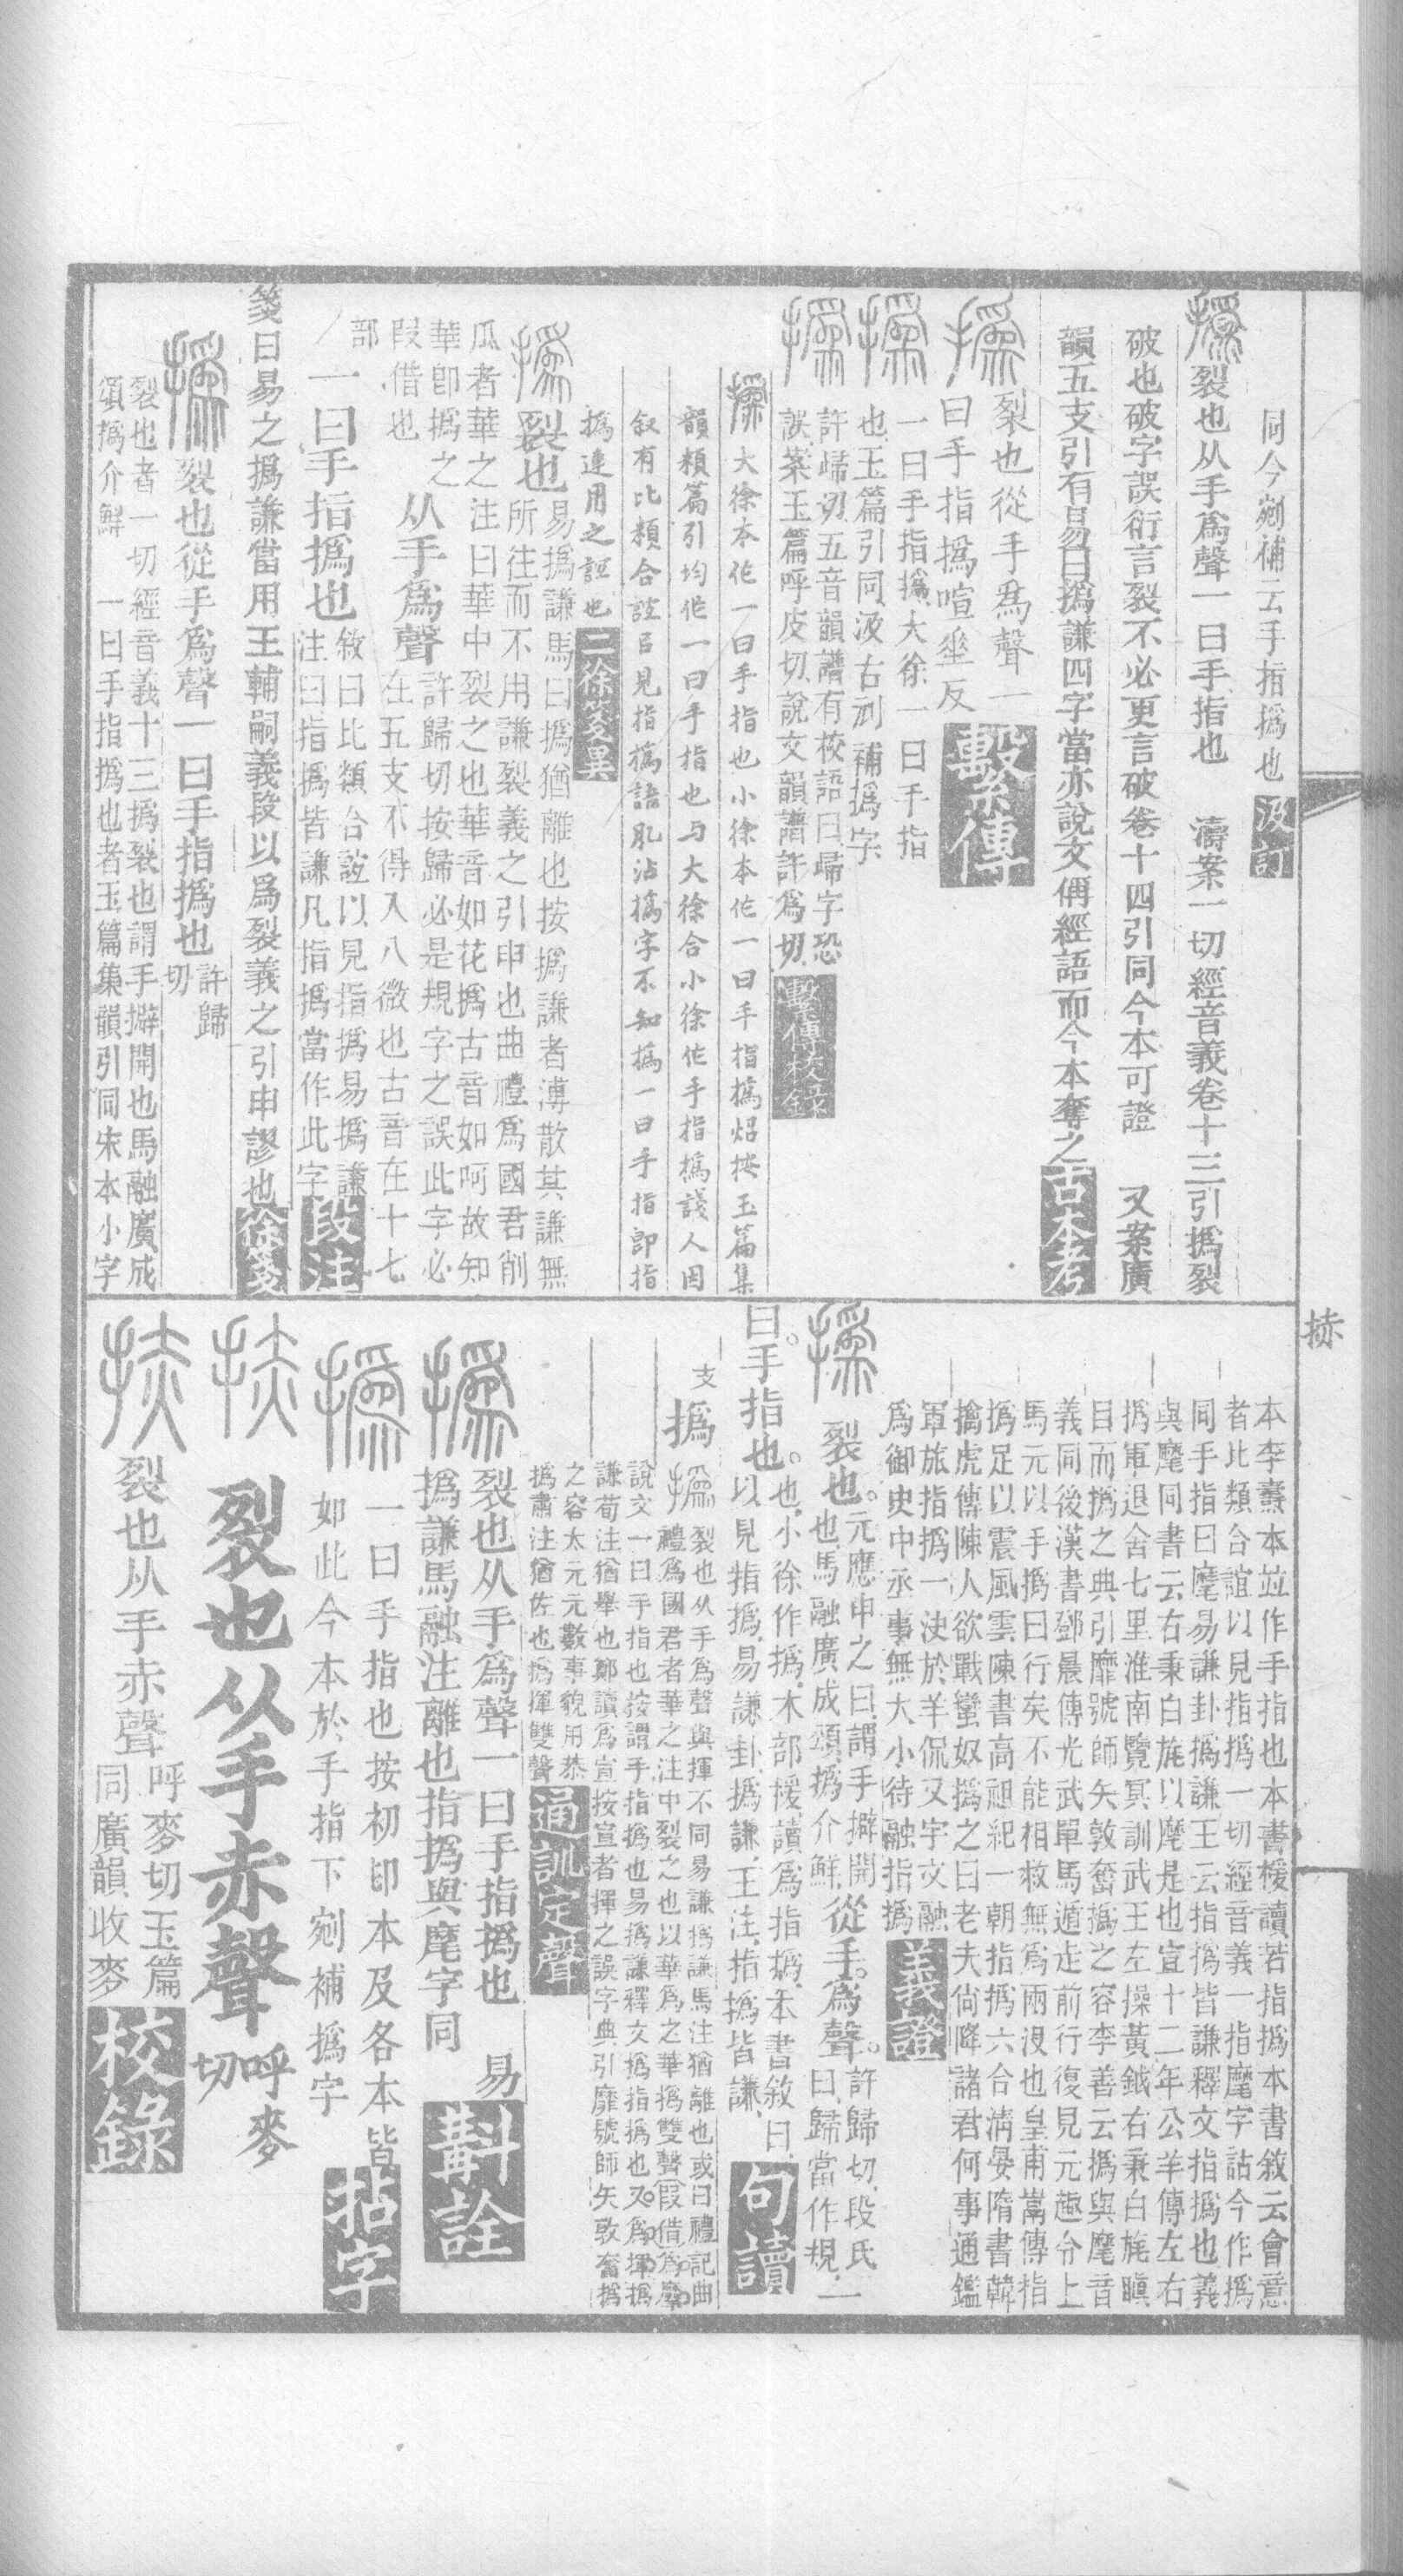 同今剜補云手指撝也 汲訂
撝 裂也从手爲聲一曰手指也 濤案一切經音義卷十三引撝裂
破也破字誤衍言裂不必更言破卷十四引同今本可證 又案廣
韻五支引有易曰撝謙四字當亦說文偁經語而今本奪之 古本考
撝 裂也從手爲聲一
曰手指撝喧垂反 繫傳
撝 一曰手指撝大徐一曰手指
也玉篇引同汲古剜補撝字
撝 許歸切五音韻譜有校語曰歸字恐
誤案玉篇呼皮切說文韻譜許爲切 繫傳校錄
撝 大徐本作一曰手指也小徐本作一曰手指撝炤按玉篇集
韻類篇引均作一曰手指也与大徐合小徐作手指撝議人因
敍有比類合誼吕見指撝語肊沾撝字不知撝一曰手指卽指
撝連用之誼也 二徐箋異
撝 裂也 易撝謙馬曰撝猶離也按撝謙者溥散其謙無
所往而不用謙裂義之引申也曲禮爲國君削
瓜者華之注曰華中裂之也華音如花撝古音如呵故知
華卽撝之
叚借也 从手爲聲 許歸切按歸必是規字之誤此字必
在五支不得入八微也古音在十七
部
一曰手指撝也 敘曰比類合誼以見指撝易撝謙
注曰指撝皆謙凡指撝當作此字 段注
箋曰易之撝謙當用王輔嗣義段以爲裂義之引申謬也 徐箋
撝 裂也從手爲聲一曰手指撝也 許歸
切
裂也者一切經音義十三撝裂也謂手擗開也馬融廣成
頌撝介鮮 一曰手指撝也者玉篇集韻引同宋本小字
赫
本李燾本竝作手指也本書楥讀若指撝本書敘云會意
者比類合誼以見指撝一切經音義一指麾字詁今作撝
同手指曰麾易謙卦撝謙王云指撝皆謙釋文指撝也義
與麾同書云右秉白旄以麾是也宣十二年公羊傳左右
撝軍退舍七里淮南覽冥訓武王左操黃鉞右秉白旄瞋
目而撝之典引靡號師矢敦奮撝之容李善云撝與麾音
義同後漢書鄧晨傳光武單馬遁走前行復見元趣令上
馬元以手撝曰行矣不能相救無爲兩沒也皇甫嵩傳指
撝足以震風雲陳書高祖紀一朝指撝六合淸晏隋書韓
擒虎傳陳人欲戰蠻奴撝之曰老夫尙降諸君何事通鑑
軍旅指撝一決於羊侃又宇文融
爲御史中丞事無大小待融指撝 義證
撝 裂也。 元應申之曰謂手擗開
也馬融廣成頌撝介鮮 從手。爲聲。 許歸切段氏
曰歸當作規 一
曰。手指也。 也小徐作撝木部楥讀爲指撝本書敘曰
以見指撝易謙卦撝謙王注指撝皆謙 句讀
支 撝 撝 裂也从手爲聲與揮不同易謙撝謙馬注猶離也或曰禮記曲
禮爲國君者華之注中裂之也以華爲之華撝雙聲（叚借）爲麾
說文一曰手指也按謂手指撝也易撝謙釋文撝指撝也又爲揮撝
謙荀注猶舉也鄭讀爲宣按宣者揮之誤字典引靡號師矢敦奮撝
之容太元元數事貌用恭
撝肅注猶佐也撝揮雙聲 通訓定聲
撝 裂也从手爲聲一曰手指撝也 易
撝謙馬融注離也指撝與麾字同 斠詮
撝 一曰手指也按初印本及各本皆
如此今本於手指下剜補撝字 拈字
赫 裂也从手赤聲 呼麥
切
赫 裂也从手赤聲 呼麥切玉篇
同廣韻收麥 校錄